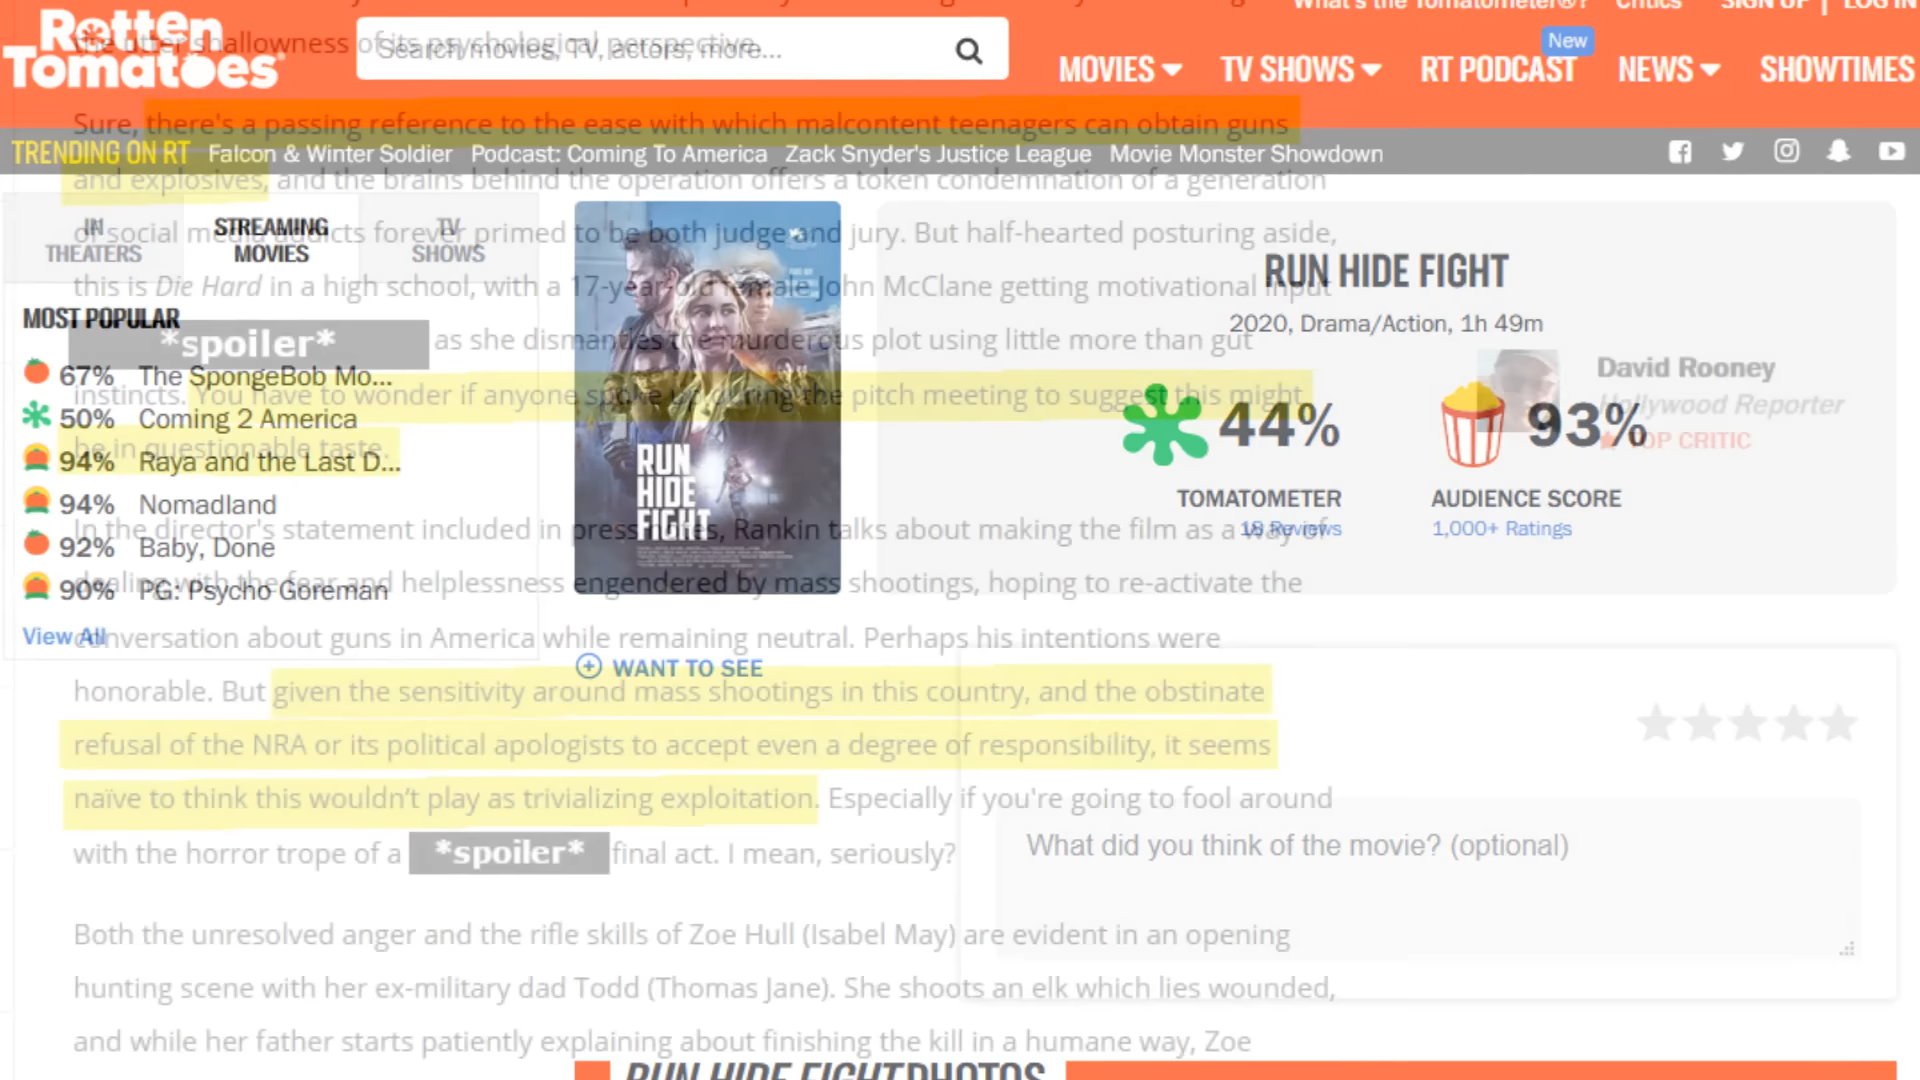 What's the Tomatometer®? Critics SIGN UP | LOG IN
Rotten
Tomatoes
the utter shallowness of its psychological perspective.
Search movies, TV, actors, more...
New
MOVIES TV SHOWS RT PODCAST NEWS SHOWTIMES
Sure, there's a passing reference to the ease with which malcontent teenagers can obtain guns
TRENDING ON RT Falcon & Winter Soldier Podcast: Coming To America Zack Snyder's Justice League Movie Monster Showdown
and explosives, and the brains behind the operation offers a token condemnation of a generation
IN THEATERS
STREAMING MOVIES
TV SHOWS
of social media addicts forever primed to be both judge and jury. But half-hearted posturing aside,
RUN HIDE FIGHT
this is Die Hard in a high school, with a 17-year-old female John McClane getting motivational input
MOST POPULAR
2020, Drama/Action, 1h 49m
*spoiler* as she dismantles the murderous plot using little more than gut
67% The SpongeBob Mo...
David Rooney
Hollywood Reporter
TOP CRITIC
instincts. You have to wonder if anyone spoke up during the pitch meeting to suggest this might
50% Coming 2 America
44%
93%
be in questionable taste.
94% Raya and the Last D...
94% Nomadland
TOMATOMETER
18 Reviews
AUDIENCE SCORE
1,000+ Ratings
RUN
HIDE
FIGHT
In the director's statement included in press notes, Rankin talks about making the film as a way of
92% Baby, Done
dealing with the fear and helplessness engendered by mass shootings, hoping to re-activate the
90% PG: Psycho Goreman
View All
conversation about guns in America while remaining neutral. Perhaps his intentions were
WANT TO SEE
honorable. But given the sensitivity around mass shootings in this country, and the obstinate
refusal of the NRA or its political apologists to accept even a degree of responsibility, it seems
naïve to think this wouldn't play as trivializing exploitation. Especially if you're going to fool around
What did you think of the movie? (optional)
with the horror trope of a *spoiler* final act. I mean, seriously?
Both the unresolved anger and the rifle skills of Zoe Hull (Isabel May) are evident in an opening
hunting scene with her ex-military dad Todd (Thomas Jane). She shoots an elk which lies wounded,
and while her father starts patiently explaining about finishing the kill in a humane way, Zoe
RUN HIDE FIGHT PHOTOS